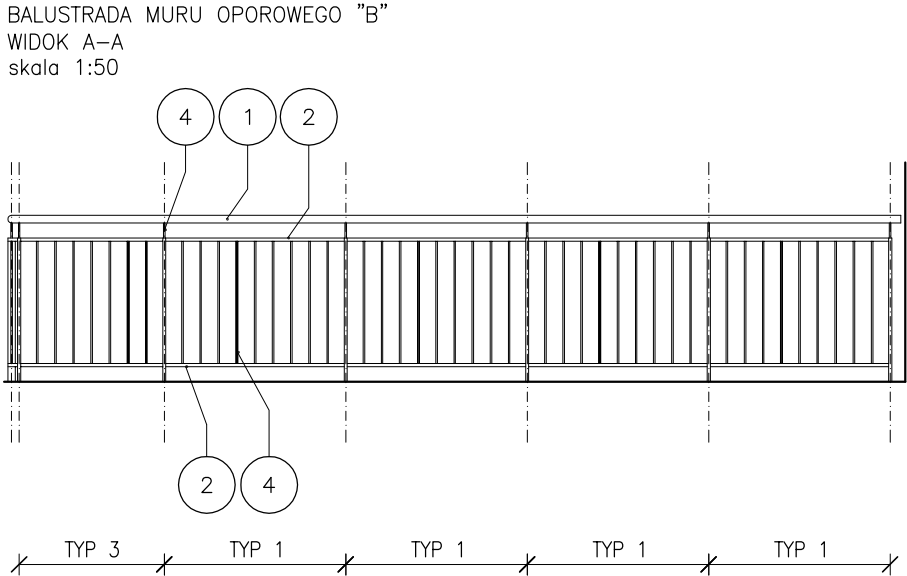 BALUSTRADA MURU OPOROWEGO "B"
WIDOK A-A
skala 1:50
4 1 2
2 4
TYP 3 TYP 1 TYP 1 TYP 1 TYP 1